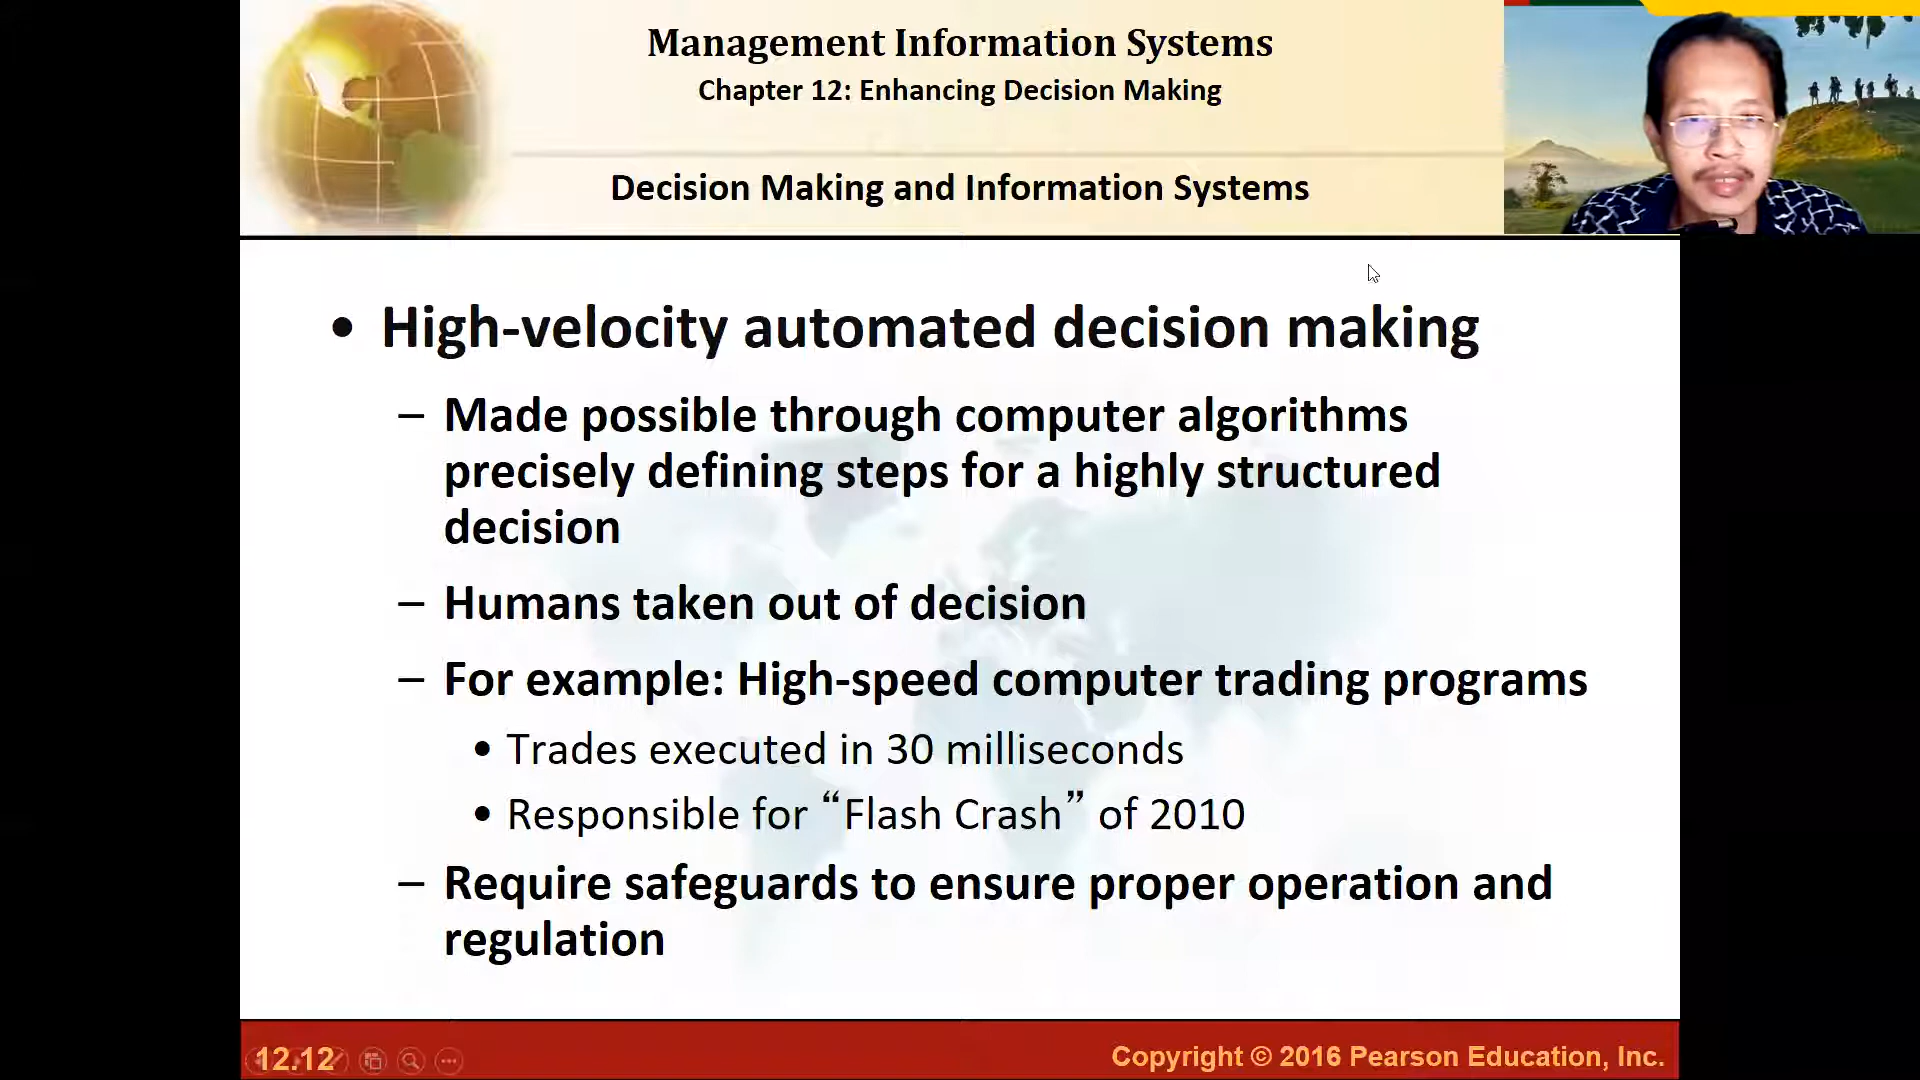 Management Information Systems
Chapter 12: Enhancing Decision Making
Decision Making and Information Systems
• High-velocity automated decision making
– Made possible through computer algorithms
precisely defining steps for a highly structured
decision
– Humans taken out of decision
– For example: High-speed computer trading programs
• Trades executed in 30 milliseconds
• Responsible for “Flash Crash” of 2010
– Require safeguards to ensure proper operation and
regulation
12.12
Copyright © 2016 Pearson Education, Inc.